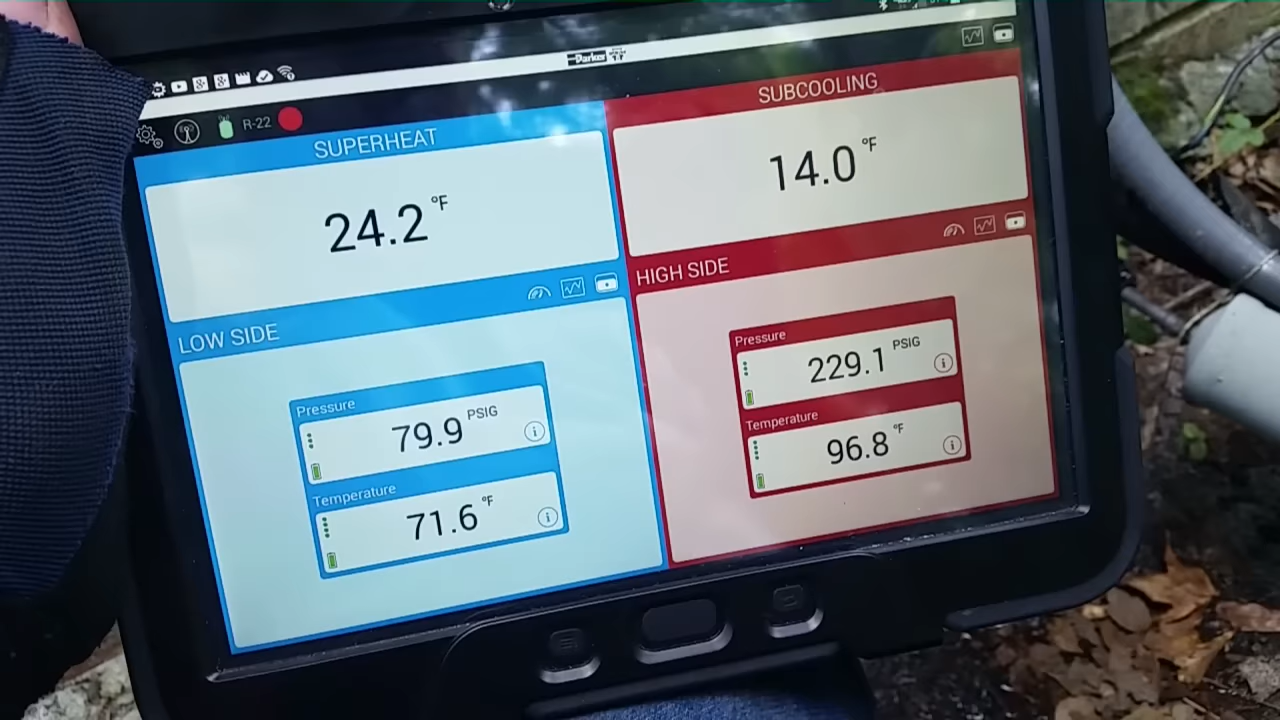 Parker
R-22
SUPERHEAT
24.2 °F
SUBCOOLING
14.0 °F
LOW SIDE
Pressure
79.9 PSIG
Temperature
71.6 °F
HIGH SIDE
Pressure
229.1 PSIG
Temperature
96.8 °F